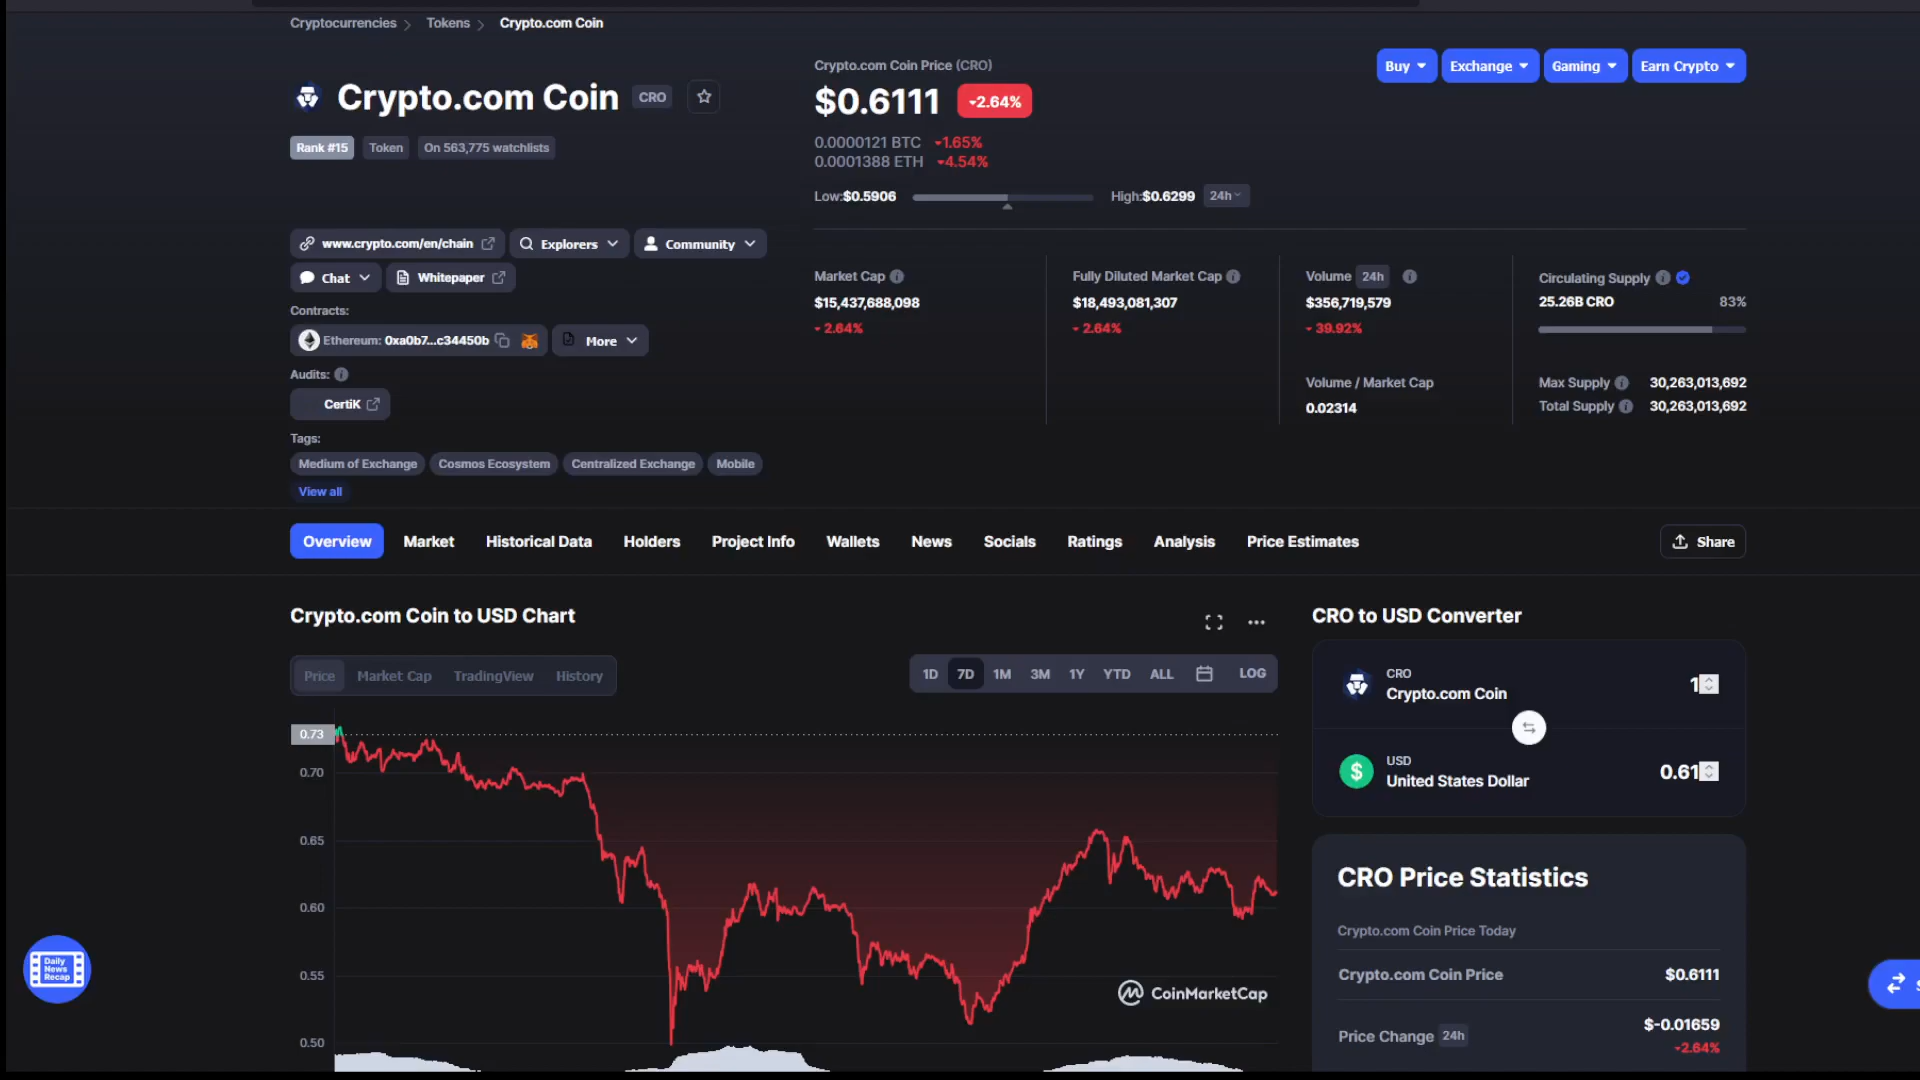 Cryptocurrencies
Tokens
Crypto.com Coin
Crypto.com Coin
CRO
Rank #15
Token
On 563,775 watchlists
Crypto.com Coin Price (CRO)
$0.6111
2.64%
0.0000121 BTC 1.65%
0.0001388 ETH 4.54%
Low:$0.5906
High:$0.6299
24h
Buy
Exchange
Gaming
Earn Crypto
www.crypto.com/en/chain
Explorers
Community
Chat
Whitepaper
Contracts:
Ethereum: 0xa0b7...c34450b
More
Audits:
CertiK
Tags:
Medium of Exchange
Cosmos Ecosystem
Centralized Exchange
Mobile
View all
Market Cap
$15,437,688,098
2.64%
Fully Diluted Market Cap
$18,493,081,307
2.64%
Volume 24h
$356,719,579
39.92%
Volume / Market Cap
0.02314
Circulating Supply
25.26B CRO 83%
Max Supply 30,263,013,692
Total Supply 30,263,013,692
Overview
Market
Historical Data
Holders
Project Info
Wallets
News
Socials
Ratings
Analysis
Price Estimates
Share
Crypto.com Coin to USD Chart
Price
Market Cap
TradingView
History
1D
7D
1M
3M
1Y
YTD
ALL
LOG
0.73
0.70
0.65
0.60
0.55
0.50
CoinMarketCap
CRO to USD Converter
CRO
Crypto.com Coin
1
USD
United States Dollar
0.61
$
CRO Price Statistics
Crypto.com Coin Price Today
Crypto.com Coin Price $0.6111
Price Change 24h $-0.01659
2.64%
Daily
News
Recap